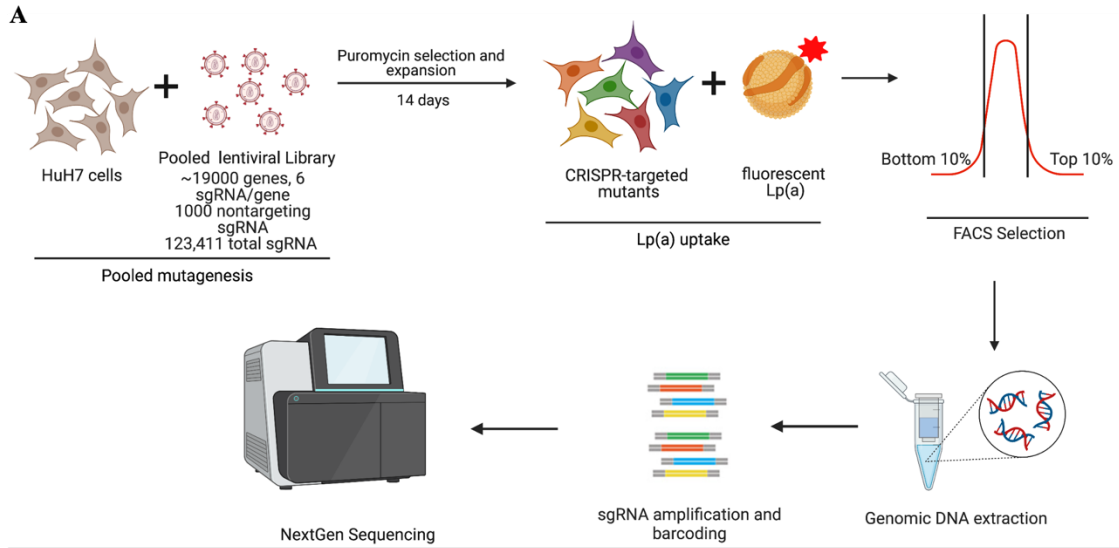 A
Puromycin selection and
expansion
14 days
HuH7 cells
Pooled lentiviral Library
~19000 genes, 6
sgRNA/gene
1000 nontargeting
sgRNA
123,411 total sgRNA
Pooled mutagenesis
CRISPR-targeted
mutants
fluorescent
Lp(a)
Lp(a) uptake
Bottom 10%
Top 10%
FACS Selection
NextGen Sequencing
sgRNA amplification and
barcoding
Genomic DNA extraction